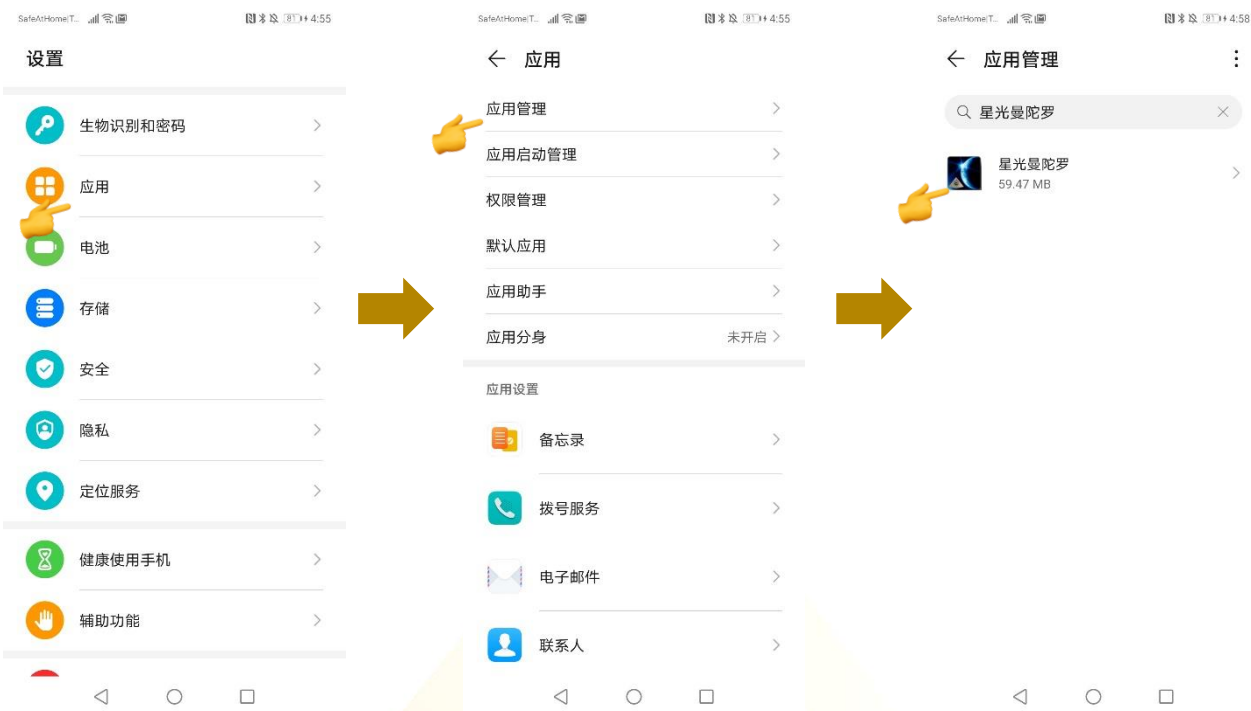 SafeAtHome|T... 81 4:55
设置
生物识别和密码
应用
电池
存储
安全
隐私
定位服务
健康使用手机
辅助功能
SafeAtHome|T... 81 4:55
应用
应用管理
应用启动管理
权限管理
默认应用
应用助手
应用分身 未开启
应用设置
备忘录
拨号服务
电子邮件
联系人
SafeAtHome|T... 81 4:58
应用管理
星光曼陀罗
星光曼陀罗
59.47 MB